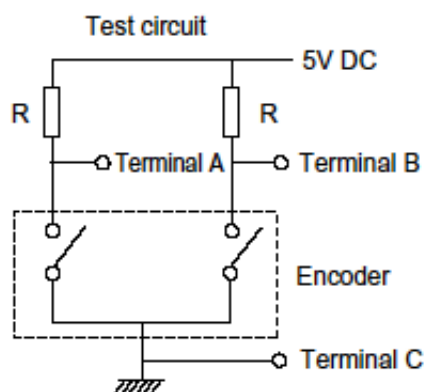 Test circuit
5V DC
R R
Terminal A Terminal B
Encoder
Terminal C